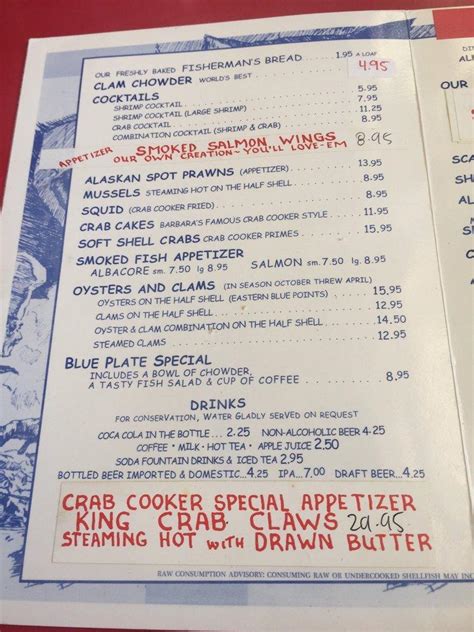 OUR FRESHLY BAKED FISHERMAN'S BREAD . . . . . . . . 1.95 A LOAF
CLAM CHOWDER WORLD'S BEST . . . . . . . . 4.95
COCKTAILS
SHRIMP COCKTAIL . . . . . . . . 5.95
SHRIMP COCKTAIL (LARGE SHRIMP) . . . . . . . . 7.95
CRAB COCKTAIL . . . . . . . . 11.25
COMBINATION COCKTAIL (SHRIMP & CRAB) . . . . . . . . 8.95
APPETIZER SMOKED SALMON WINGS 8.95
OUR OWN CREATION~YOU'LL LOVE-EM
ALASKAN SPOT PRAWNS (APPETIZER) . . . . . . . . 13.95
MUSSELS STEAMING HOT ON THE HALF SHELL . . . . . . . . 8.95
SQUID (CRAB COOKER FRIED) . . . . . . . . 8.95
CRAB CAKES BARBARA'S FAMOUS CRAB COOKER STYLE . . . . 11.95
SOFT SHELL CRABS CRAB COOKER PRIMES . . . . . . . . 15.95
SMOKED FISH APPETIZER
ALBACORE sm. 7.50 lg 8.95 SALMON sm. 7.50 lg. 8.95
OYSTERS AND CLAMS (IN SEASON OCTOBER THREW APRIL)
OYSTERS ON THE HALF SHELL (EASTERN BLUE POINTS) . . . . 15.95
CLAMS ON THE HALF SHELL . . . . . . . . 12.95
OYSTER & CLAM COMBINATION ON THE HALF SHELL . . . . 14.50
STEAMED CLAMS . . . . . . . . 12.95
BLUE PLATE SPECIAL
INCLUDES A BOWL OF CHOWDER,
A TASTY FISH SALAD & CUP OF COFFEE . . . . . . . . 8.95
DRINKS
FOR CONSERVATION, WATER GLADLY SERVED ON REQUEST
COCA COLA IN THE BOTTLE . . . 2.25 NON-ALCOHOLIC BEER 4.25
COFFEE • MILK • HOT TEA • APPLE JUICE 2.50
SODA FOUNTAIN DRINKS & ICED TEA 2.95
BOTTLED BEER IMPORTED & DOMESTIC...4.25 IPA...7.00 DRAFT BEER...4.25
CRAB COOKER SPECIAL APPETIZER
KING CRAB CLAWS 29.95
STEAMING HOT WITH DRAWN BUTTER
RAW CONSUMPTION ADVISORY: CONSUMING RAW OR UNDERCOOKED SHELLFISH MAY INC